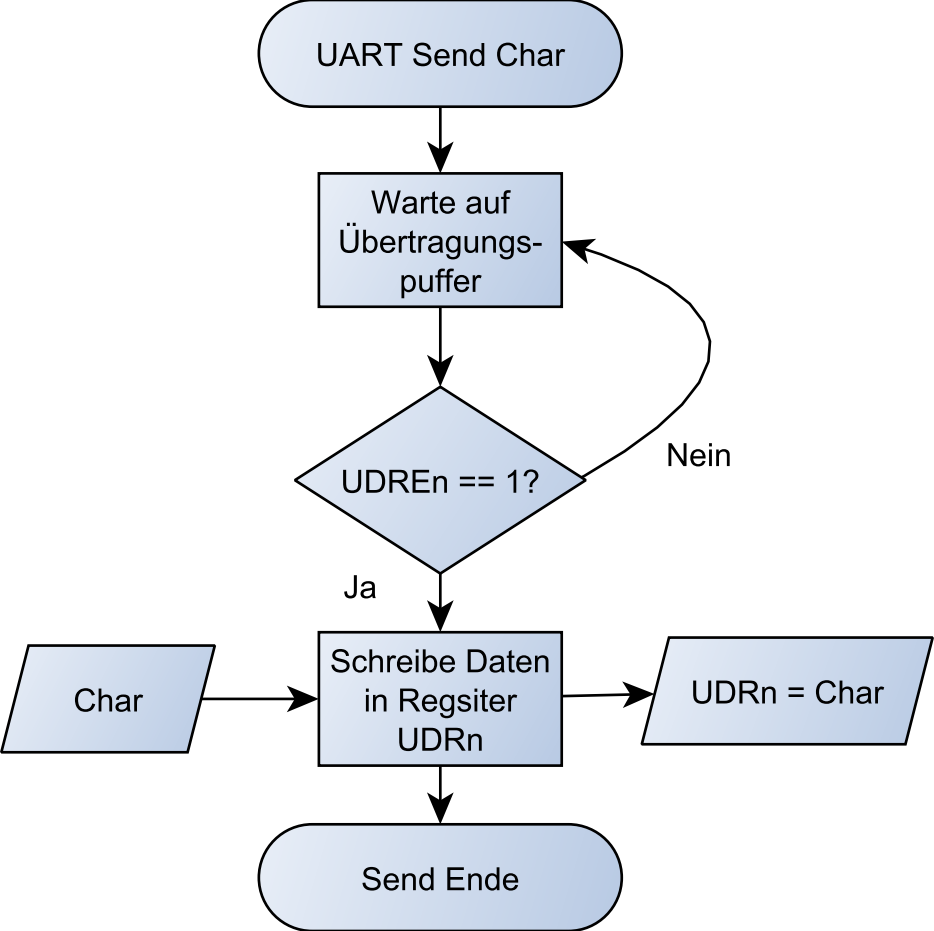 UART Send Char
Warte auf
Übertragungs-
puffer
UDREn == 1?
Nein
Ja
Char
Schreibe Daten
in Regsiter
UDRn
UDRn = Char
Send Ende